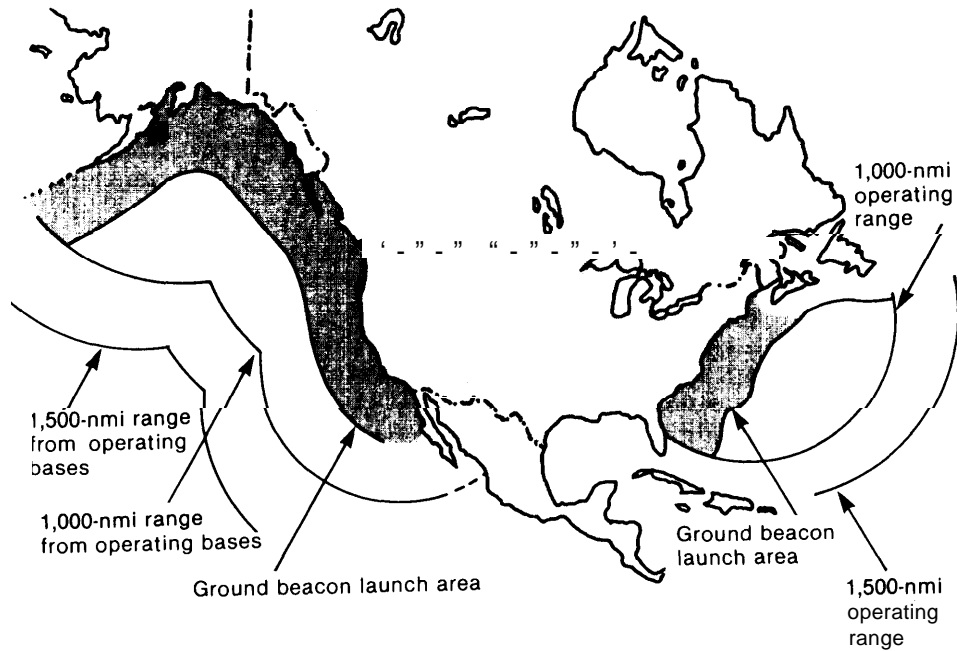 1,000-nmi
operating
range
1,500-nmi range
from operating
bases
1,000-nmi range
from operating bases
Ground beacon launch area
Ground beacon
launch area
1,500-nmi
operating
range